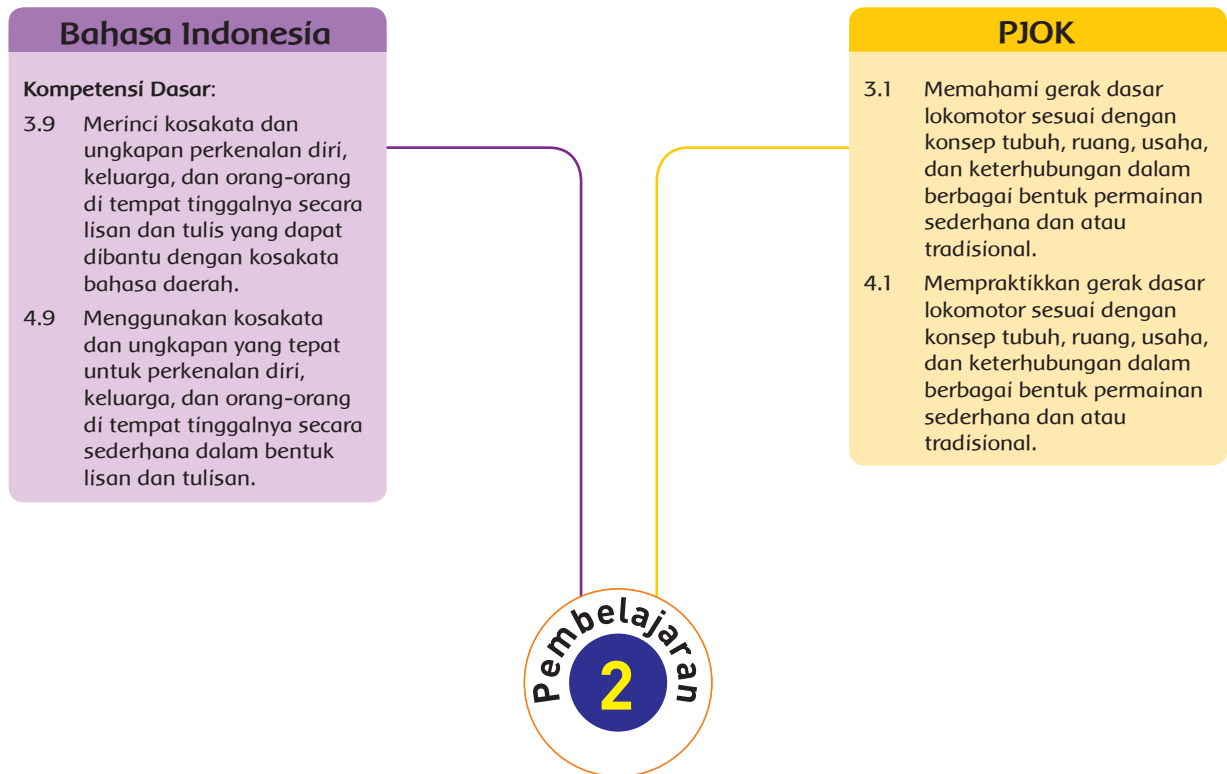 Bahasa Indonesia
Kompetensi Dasar:
3.9 Merinci kosakata dan
ungkapan perkenalan diri,
keluarga, dan orang-orang
di tempat tinggalnya secara
lisan dan tulis yang dapat
dibantu dengan kosakata
bahasa daerah.
4.9 Menggunakan kosakata
dan ungkapan yang tepat
untuk perkenalan diri,
keluarga, dan orang-orang
di tempat tinggalnya secara
sederhana dalam bentuk
lisan dan tulisan.
PJOK
3.1 Memahami gerak dasar
lokomotor sesuai dengan
konsep tubuh, ruang, usaha,
dan keterhubungan dalam
berbagai bentuk permainan
sederhana dan atau
tradisional.
4.1 Mempraktikkan gerak dasar
lokomotor sesuai dengan
konsep tubuh, ruang, usaha,
dan keterhubungan dalam
berbagai bentuk permainan
sederhana dan atau
tradisional.
Pembelajaran
2